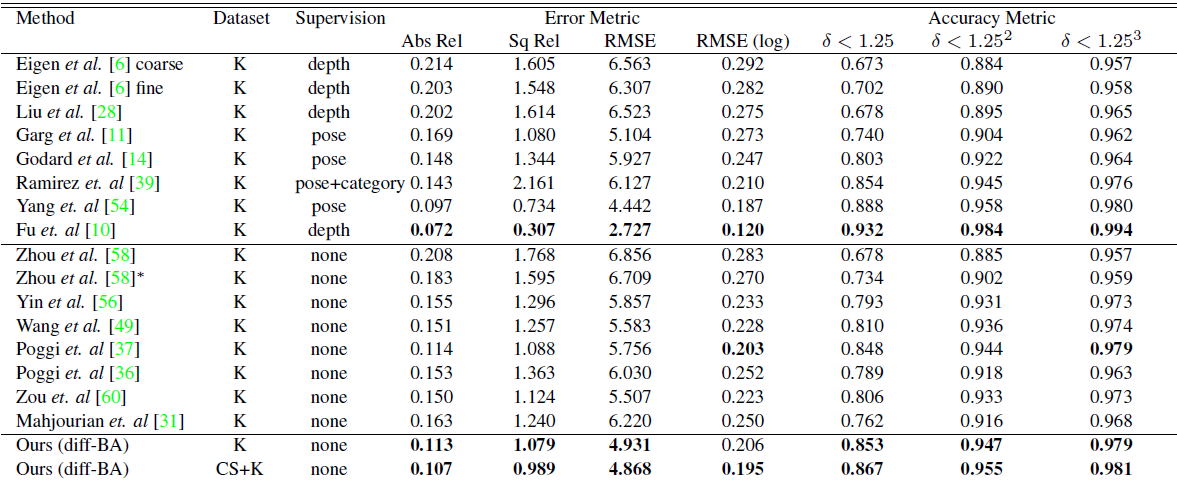 Method Dataset Supervision Error Metric Accuracy Metric
Abs Rel Sq Rel RMSE RMSE (log) δ < 1.25 δ < 1.25² δ < 1.25³
Eigen et al. [6] coarse K depth 0.214 1.605 6.563 0.292 0.673 0.884 0.957
Eigen et al. [6] fine K depth 0.203 1.548 6.307 0.282 0.702 0.890 0.958
Liu et al. [28] K depth 0.202 1.614 6.523 0.275 0.678 0.895 0.965
Garg et al. [11] K pose 0.169 1.080 5.104 0.273 0.740 0.904 0.962
Godard et al. [14] K pose 0.148 1.344 5.927 0.247 0.803 0.922 0.964
Ramirez et. al [39] K pose+category 0.143 2.161 6.127 0.210 0.854 0.945 0.976
Yang et. al [54] K pose 0.097 0.734 4.442 0.187 0.888 0.958 0.980
Fu et. al [10] K depth 0.072 0.307 2.727 0.120 0.932 0.984 0.994
Zhou et al. [58] K none 0.208 1.768 6.856 0.283 0.678 0.885 0.957
Zhou et al. [58]* K none 0.183 1.595 6.709 0.270 0.734 0.902 0.959
Yin et al. [56] K none 0.155 1.296 5.857 0.233 0.793 0.931 0.973
Wang et al. [49] K none 0.151 1.257 5.583 0.228 0.810 0.936 0.974
Poggi et. al [37] K none 0.114 1.088 5.756 0.203 0.848 0.944 0.979
Poggi et. al [36] K none 0.153 1.363 6.030 0.252 0.789 0.918 0.963
Zou et. al [60] K none 0.150 1.124 5.507 0.223 0.806 0.933 0.973
Mahjourian et. al [31] K none 0.163 1.240 6.220 0.250 0.762 0.916 0.968
Ours (diff-BA) K none 0.113 1.079 4.931 0.206 0.853 0.947 0.979
Ours (diff-BA) CS+K none 0.107 0.989 4.868 0.195 0.867 0.955 0.981